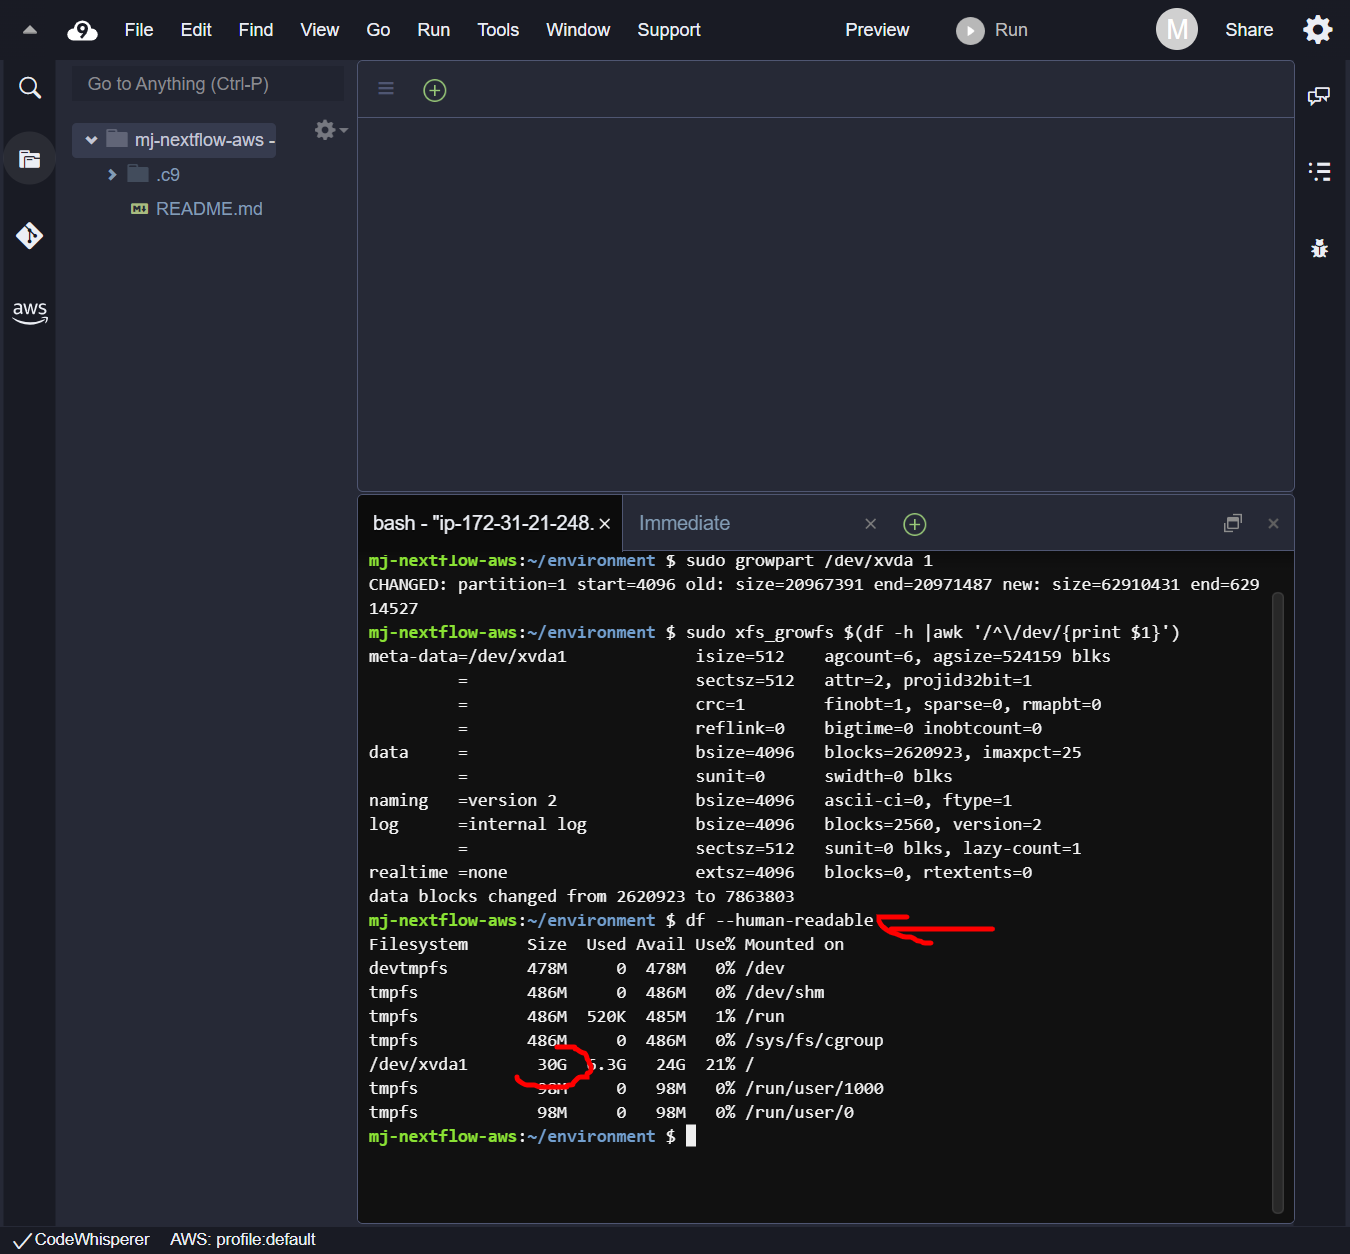 File Edit Find View Go Run Tools Window Support Preview Run M Share
Go to Anything (Ctrl-P)
mj-nextflow-aws -
.c9
README.md
aws
bash - "ip-172-31-21-248. × Immediate ×
mj-nextflow-aws:~/environment $ sudo growpart /dev/xvda 1
CHANGED: partition=1 start=4096 old: size=20967391 end=20971487 new: size=62910431 end=629
14527
mj-nextflow-aws:~/environment $ sudo xfs_growfs $(df -h |awk '/^\/dev/{print $1}')
meta-data=/dev/xvda1             isize=512    agcount=6, agsize=524159 blks
         =                       sectsz=512   attr=2, projid32bit=1
         =                       crc=1        finobt=1, sparse=0, rmapbt=0
         =                       reflink=0    bigtime=0 inobtcount=0
data     =                       bsize=4096   blocks=2620923, imaxpct=25
         =                       sunit=0      swidth=0 blks
naming   =version 2              bsize=4096   ascii-ci=0, ftype=1
log      =internal log           bsize=4096   blocks=2560, version=2
         =                       sectsz=512   sunit=0 blks, lazy-count=1
realtime =none                   extsz=4096   blocks=0, rtextents=0
data blocks changed from 2620923 to 7863803
mj-nextflow-aws:~/environment $ df --human-readable
Filesystem      Size  Used Avail Use% Mounted on
devtmpfs        478M     0  478M   0% /dev
tmpfs           486M     0  486M   0% /dev/shm
tmpfs           486M  520K  485M   1% /run
tmpfs           486M     0  486M   0% /sys/fs/cgroup
/dev/xvda1       30G  6.3G   24G  21% /
tmpfs            98M     0   98M   0% /run/user/1000
tmpfs            98M     0   98M   0% /run/user/0
mj-nextflow-aws:~/environment $
CodeWhisperer AWS: profile:default